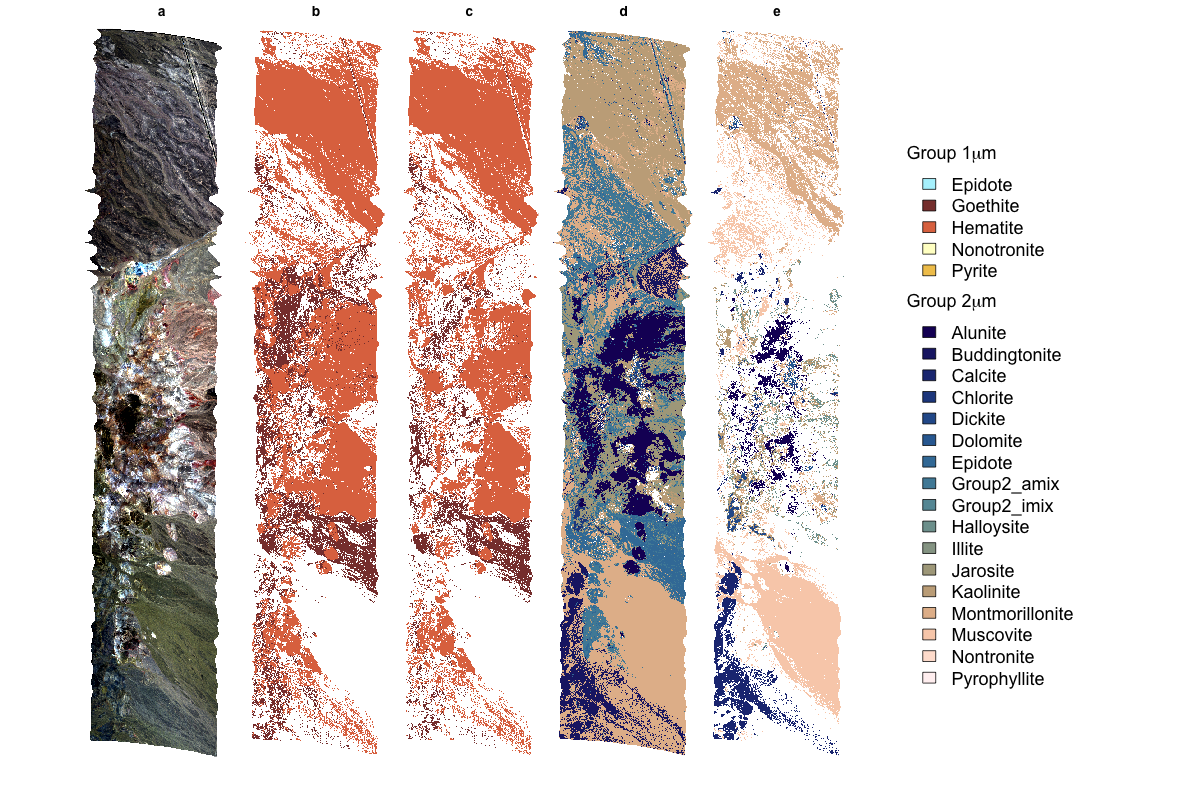 a b c d e
Group 1μm
Epidote
Goethite
Hematite
Nonotronite
Pyrite
Group 2μm
Alunite
Buddingtonite
Calcite
Chlorite
Dickite
Dolomite
Epidote
Group2_amix
Group2_imix
Halloysite
Illite
Jarosite
Kaolinite
Montmorillonite
Muscovite
Nontronite
Pyrophyllite